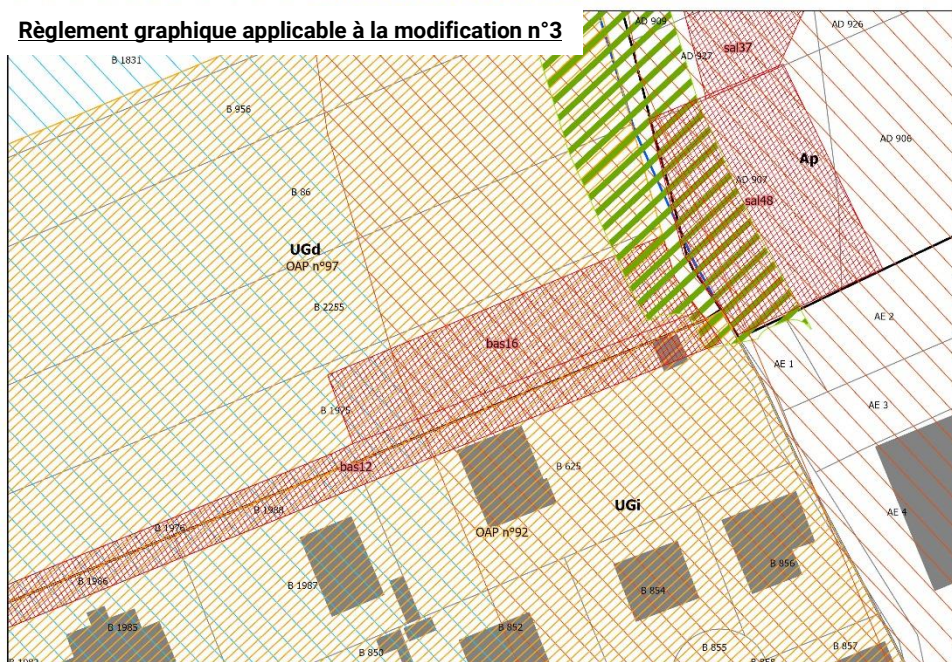 Règlement graphique applicable à la modification n°3
AD 909
AD 926
AD 927
sal37
B 1831
B 956
AD 906
Ap
AD 907
B 86
sal48
UGd
OAP n°97
B 2255
AE 2
bas16
AE 1
B 1975
AE 3
bas12
B 625
B 1988
UGi
AE 4
B 1976
OAP n°92
B 856
B 1986
B 1987
B 854
B 1985
B 852
B 855
B 857
B 850
B 858